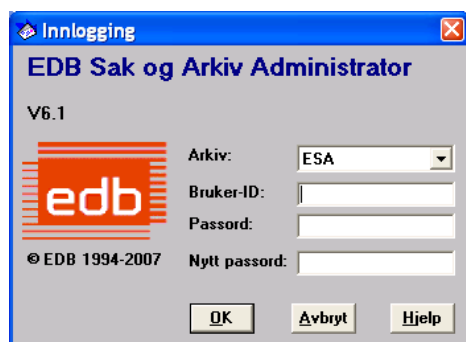 Innlogging
EDB Sak og Arkiv Administrator
V6.1
edb
Arkiv: ESA
Bruker-ID:
Passord:
© EDB 1994-2007 Nytt passord:
OK Avbryt Hjelp